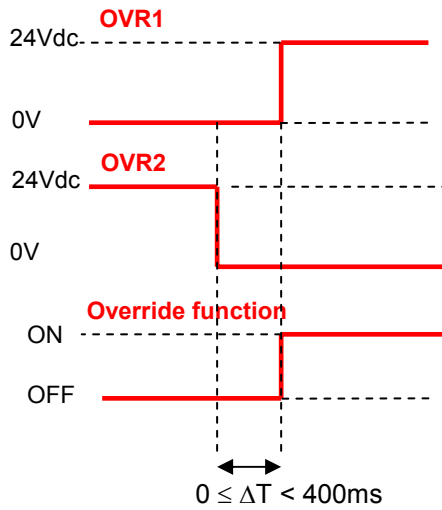 OVR1
24Vdc
0V
OVR2
24Vdc
0V
Override function
ON
OFF
0 ≤ ΔT < 400ms